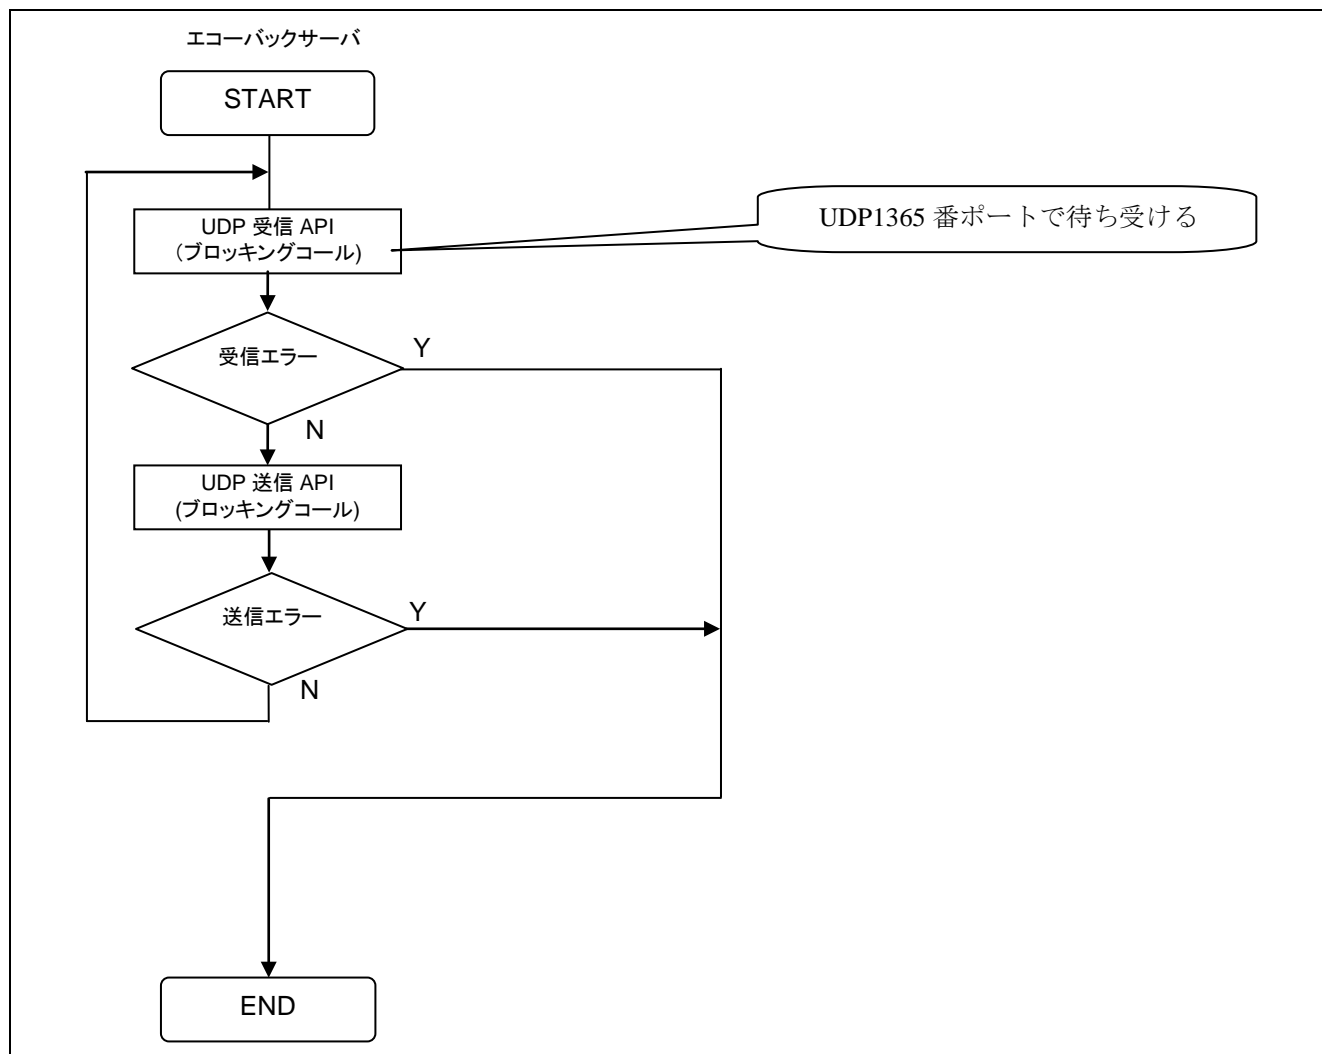 エコーバックサーバ
START
UDP 受信 API
(ブロッキングコール)
UDP1365 番ポートで待ち受ける
受信エラー
Y
N
UDP 送信 API
(ブロッキングコール)
送信エラー
Y
N
END